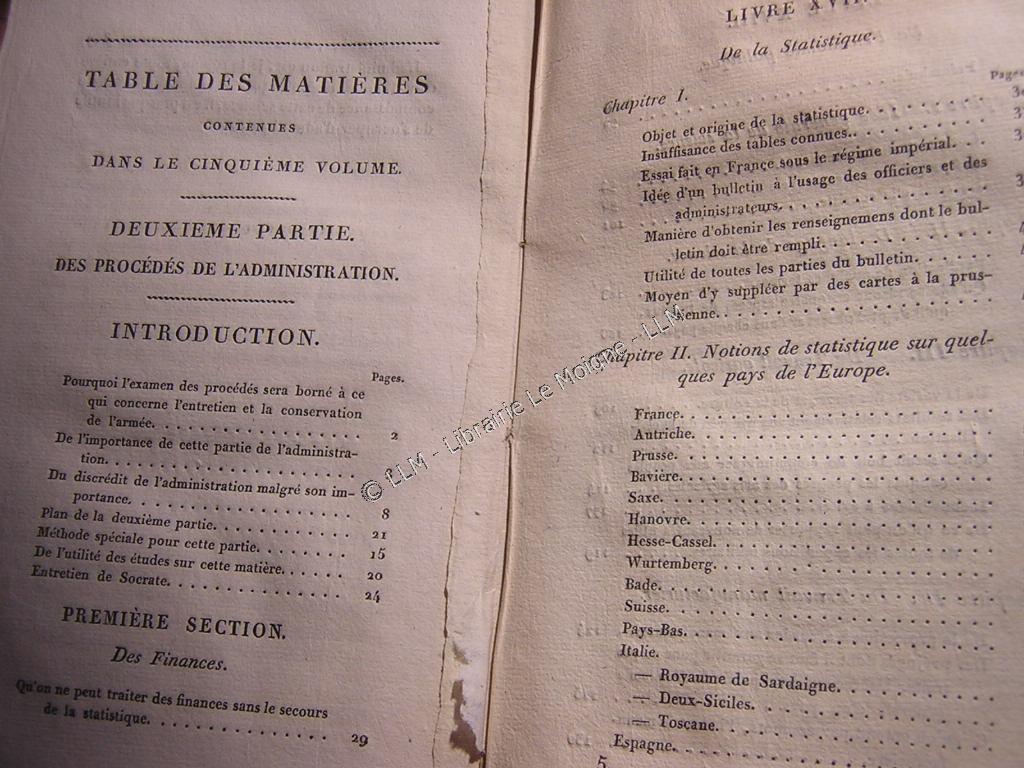 TABLE DES MATIÈRES
CONTENUES
DANS LE CINQUIÈME VOLUME.
DEUXIEME PARTIE.
DES PROCÉDÉS DE L'ADMINISTRATION.
INTRODUCTION.
Pages.
Pourquoi l'examen des procédés sera borné à ce
qui concerne l'entretien et la conservation
de l'armée. . . . . . . . . . . . . . . . . 2
De l'importance de cette partie de l'administra-
tion. . . . . . . . . . . . . . . . . . . .
Du discrédit de l'administration malgré son im-
portance. . . . . . . . . . . . . . . . . 8
Plan de la deuxième partie. . . . . . . . . . 21
Méthode spéciale pour cette partie. . . . . . . 15
De l'utilité des études sur cette matière. . . . . . 20
Entretien de Socrate. . . . . . . . . . . . . 24
PREMIÈRE SECTION.
Des Finances.
Qu'on ne peut traiter des finances sans le secours
de la statistique. . . . . . . . . . . . . 29
LIVRE XVII.
De la Statistique.
Pages
Chapitre I.
Objet et origine de la statistique. . . . . . . . 3
Insuffisance des tables connues. . . . . . . . . 3
Essai fait en France sous le régime impérial. . . 3
Idée d'un bulletin à l'usage des officiers et des
administrateurs. . . . . . . . . . . . . . 3
Manière d'obtenir les renseignemens dont le bul-
letin doit être rempli. . . . . . . . . . . .
Utilité de toutes les parties du bulletin. . . . . .
Moyen d'y suppléer par des cartes à la prus-
sienne. . . . . . . . . . . . . . . . . .
Chapitre II. Notions de statistique sur quel-
ques pays de l'Europe.
France. . . . . . . . . . . . . . . . . .
Autriche. . . . . . . . . . . . . . . . . .
Prusse. . . . . . . . . . . . . . . . . .
Bavière. . . . . . . . . . . . . . . . . .
Saxe. . . . . . . . . . . . . . . . . .
Hanovre. . . . . . . . . . . . . . . . . .
Hesse-Cassel. . . . . . . . . . . . . . . .
Wurtemberg. . . . . . . . . . . . . . . .
Bade. . . . . . . . . . . . . . . . . .
Suisse. . . . . . . . . . . . . . . . . .
Pays-Bas. . . . . . . . . . . . . . . . . .
Italie.
— Royaume de Sardaigne. . . . . . . . .
— Deux-Siciles. . . . . . . . . . . . . .
— Toscane. . . . . . . . . . . . . . . .
Espagne. . . . . . . . . . . . . . . . . .
5.
© LLM - Librairie Le Moigne - LLM